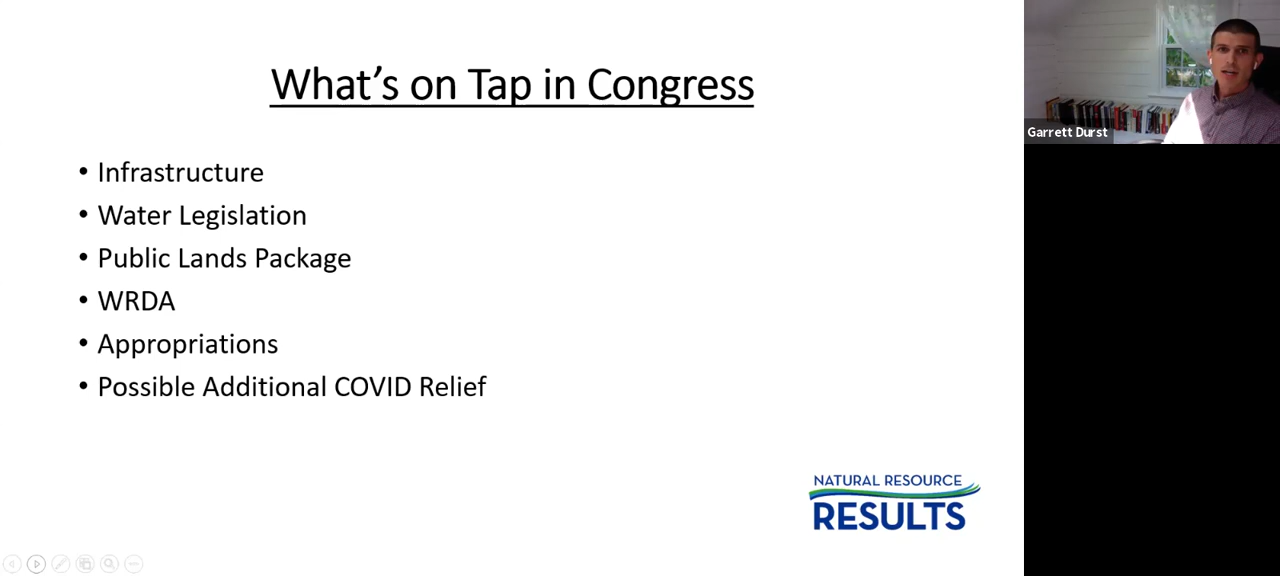 What's on Tap in Congress
• Infrastructure
• Water Legislation
• Public Lands Package
• WRDA
• Appropriations
• Possible Additional COVID Relief
NATURAL RESOURCE
RESULTS
Garrett Durst